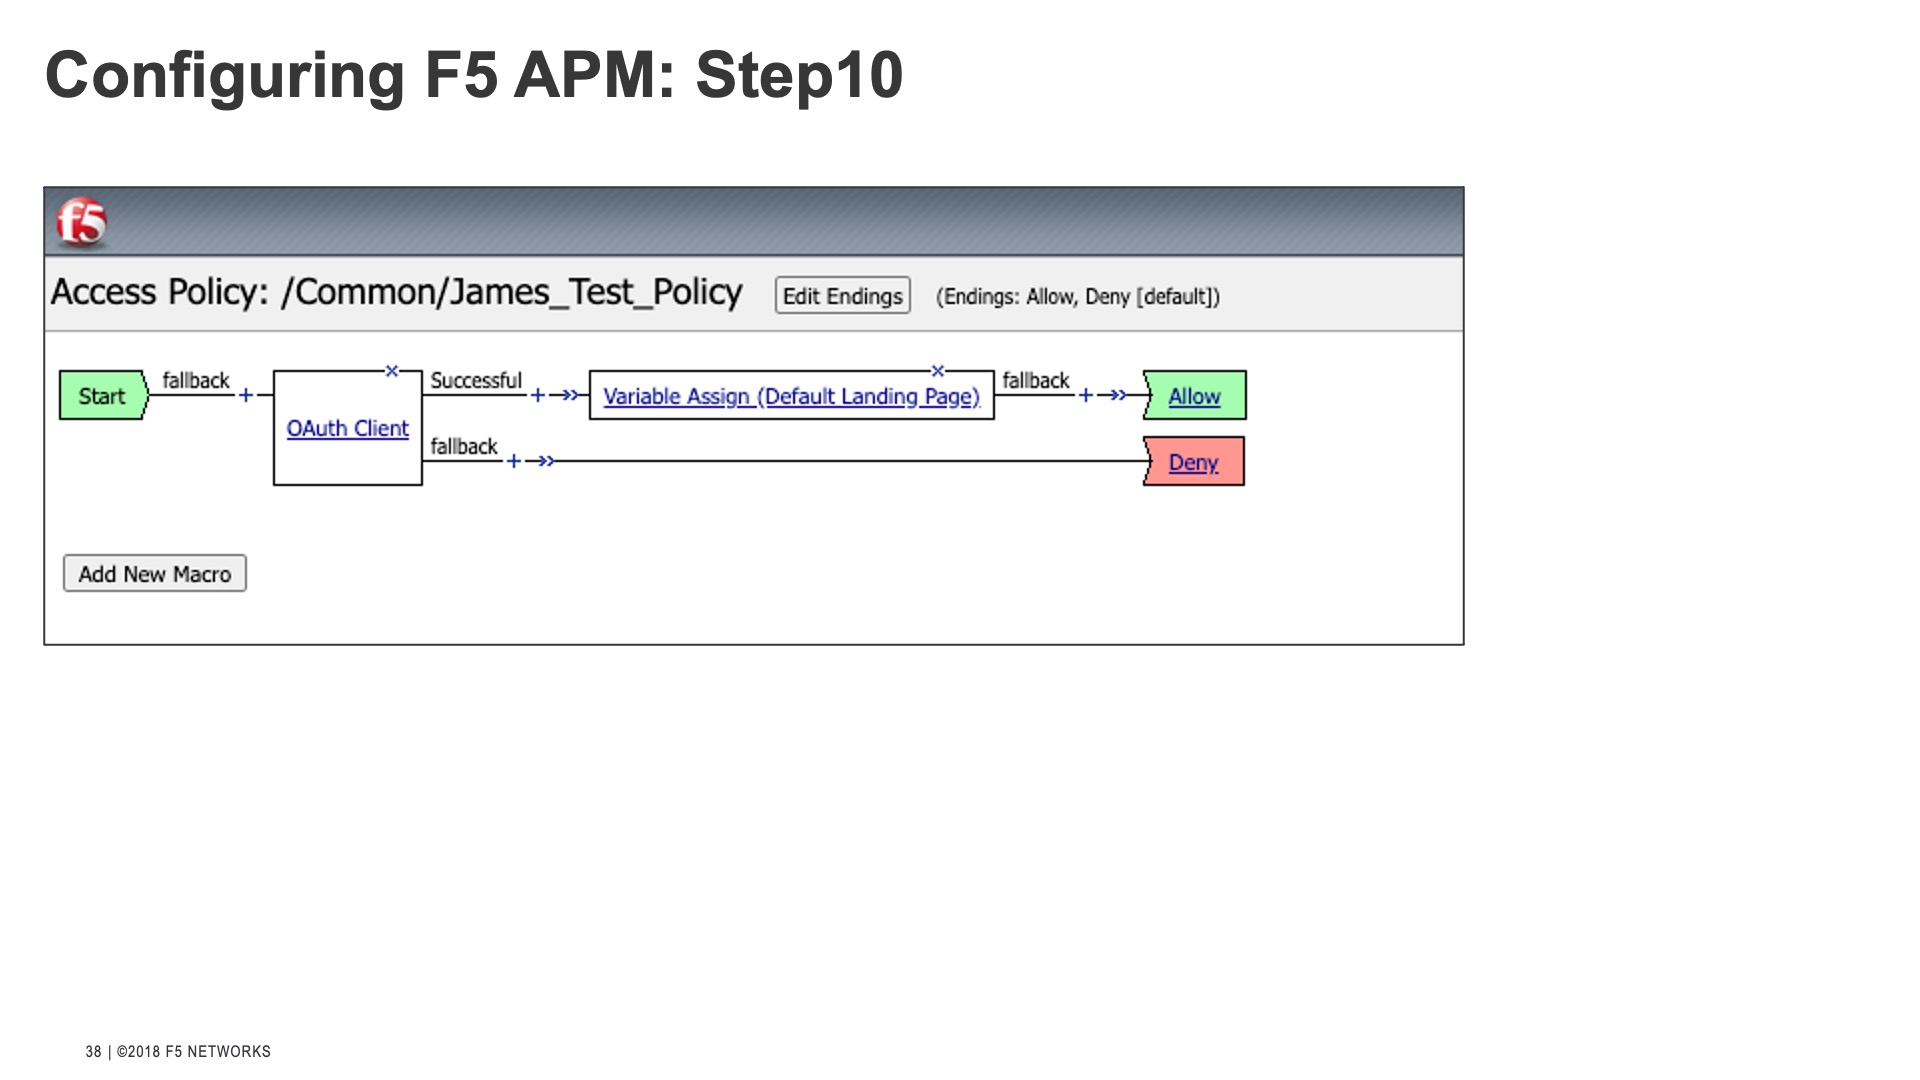 Configuring F5 APM: Step10
f5
Access Policy: /Common/James_Test_Policy Edit Endings (Endings: Allow, Deny [default])
Start fallback + Successful + Variable Assign (Default Landing Page) fallback + Allow
OAuth Client
fallback + Deny
Add New Macro
38 | ©2018 F5 NETWORKS